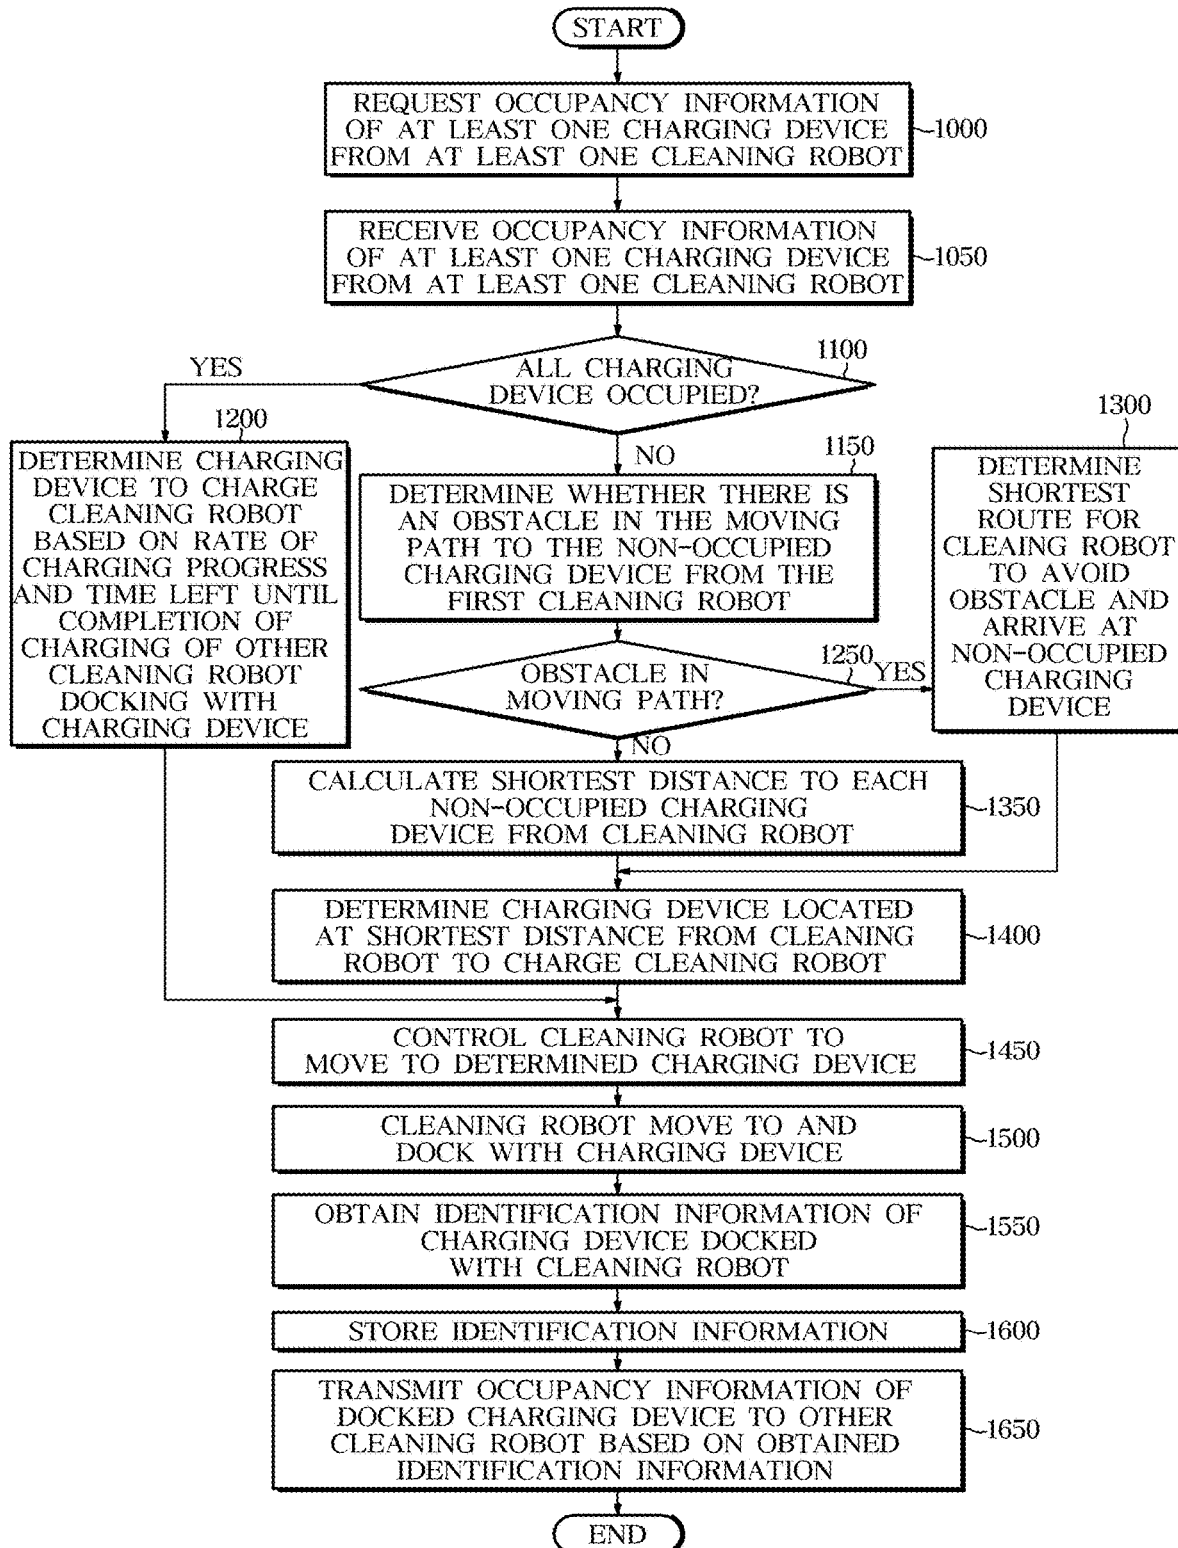 START
REQUEST OCCUPANCY INFORMATION
OF AT LEAST ONE CHARGING DEVICE
FROM AT LEAST ONE CLEANING ROBOT
1000
RECEIVE OCCUPANCY INFORMATION
OF AT LEAST ONE CHARGING DEVICE
FROM AT LEAST ONE CLEANING ROBOT
1050
ALL CHARGING
DEVICE OCCUPIED?
1100
YES
NO
1200
DETERMINE CHARGING
DEVICE TO CHARGE
CLEANING ROBOT
BASED ON RATE OF
CHARGING PROGRESS
AND TIME LEFT UNTIL
COMPLETION OF
CHARGING OF OTHER
CLEANING ROBOT
DOCKING WITH
CHARGING DEVICE
1150
DETERMINE WHETHER THERE IS
AN OBSTACLE IN THE MOVING
PATH TO THE NON-OCCUPIED
CHARGING DEVICE FROM THE
FIRST CLEANING ROBOT
1250
OBSTACLE IN
MOVING PATH?
YES
NO
1300
DETERMINE
SHORTEST
ROUTE FOR
CLEAING ROBOT
TO AVOID
OBSTACLE AND
ARRIVE AT
NON-OCCUPIED
CHARGING
DEVICE
CALCULATE SHORTEST DISTANCE TO EACH
NON-OCCUPIED CHARGING
DEVICE FROM CLEANING ROBOT
1350
DETERMINE CHARGING DEVICE LOCATED
AT SHORTEST DISTANCE FROM CLEANING
ROBOT TO CHARGE CLEANING ROBOT
1400
CONTROL CLEANING ROBOT TO
MOVE TO DETERMINED CHARGING DEVICE
1450
CLEANING ROBOT MOVE TO AND
DOCK WITH CHARGING DEVICE
1500
OBTAIN IDENTIFICATION INFORMATION OF
CHARGING DEVICE DOCKED
WITH CLEANING ROBOT
1550
STORE IDENTIFICATION INFORMATION
1600
TRANSMIT OCCUPANCY INFORMATION OF
DOCKED CHARGING DEVICE TO OTHER
CLEANING ROBOT BASED ON OBTAINED
IDENTIFICATION INFORMATION
1650
END